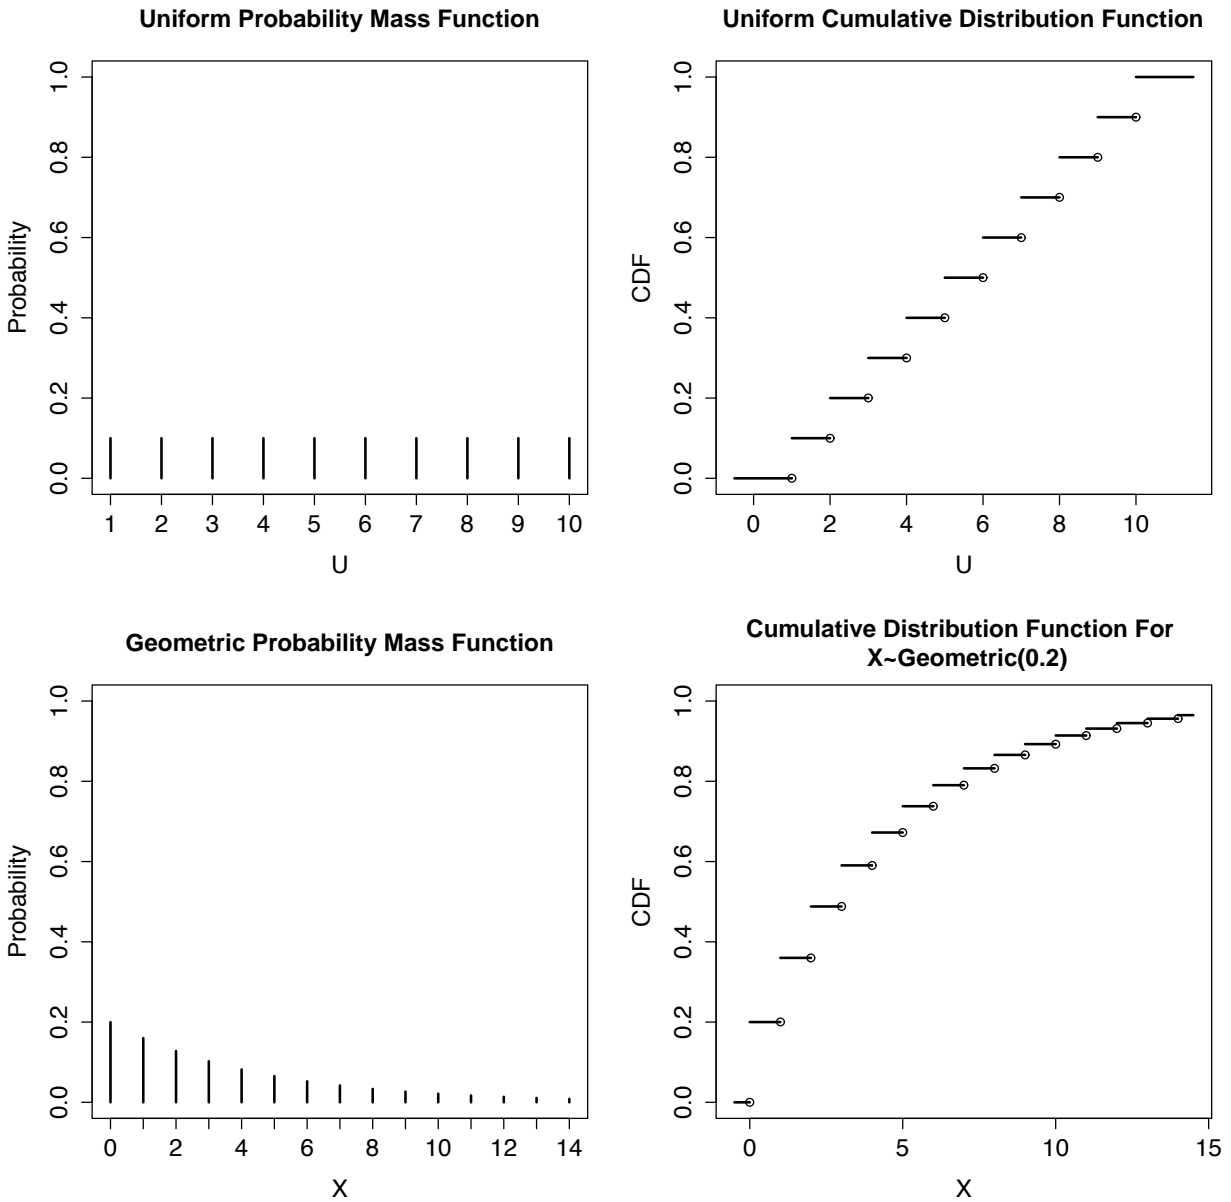 Uniform Probability Mass Function
Probability
1.0
0.8
0.6
0.4
0.2
0.0
1 2 3 4 5 6 7 8 9 10
U
Uniform Cumulative Distribution Function
CDF
1.0
0.8
0.6
0.4
0.2
0.0
0 2 4 6 8 10
U
Geometric Probability Mass Function
Probability
1.0
0.8
0.6
0.4
0.2
0.0
0 2 4 6 8 10 14
X
Cumulative Distribution Function For
X~Geometric(0.2)
CDF
1.0
0.8
0.6
0.4
0.2
0.0
0 5 10 15
X